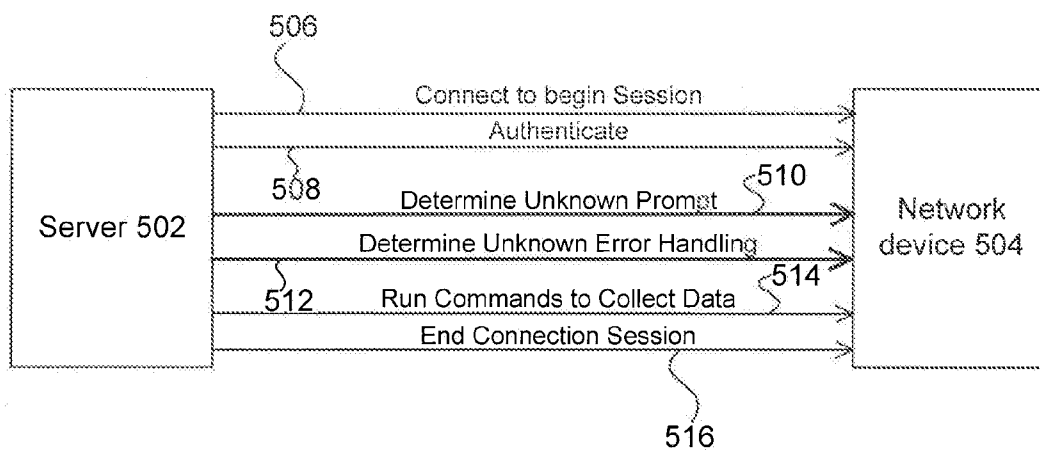 506
Connect to begin Session
Authenticate
508
510
Determine Unknown Prompt
Server 502
Network
device 504
Determine Unknown Error Handling
512
514
Run Commands to Collect Data
End Connection Session
516